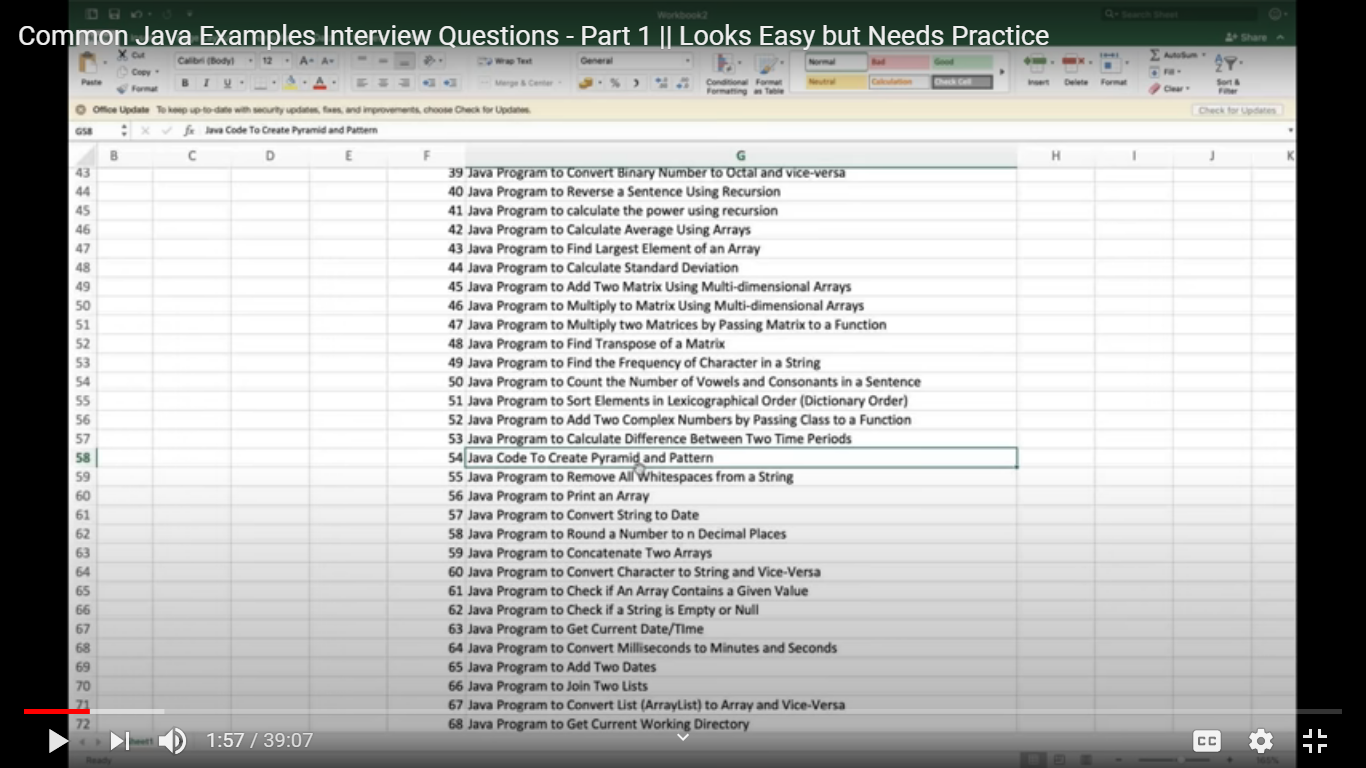 Workbook2
Search Sheet
Common Java Examples Interview Questions - Part 1 || Looks Easy but Needs Practice
Share
Paste
Cut
Copy
Format
Calibri (Body)
12
A
A
B I U
A
Wrap Text
Merge & Center
General
%
Conditional Formatting
Format as Table
Normal
Bad
Good
Neutral
Calculation
Check Cell
Insert
Delete
Format
AutoSum
Fill
Clear
Sort & Filter
Office Update To keep up-to-date with security updates, fixes, and improvements, choose Check for Updates.
Check for Updates
G58
fx Java Code To Create Pyramid and Pattern
B C D E F G H I J K
43 39 Java Program to Convert Binary Number to Octal and vice-versa
44 40 Java Program to Reverse a Sentence Using Recursion
45 41 Java Program to calculate the power using recursion
46 42 Java Program to Calculate Average Using Arrays
47 43 Java Program to Find Largest Element of an Array
48 44 Java Program to Calculate Standard Deviation
49 45 Java Program to Add Two Matrix Using Multi-dimensional Arrays
50 46 Java Program to Multiply to Matrix Using Multi-dimensional Arrays
51 47 Java Program to Multiply two Matrices by Passing Matrix to a Function
52 48 Java Program to Find Transpose of a Matrix
53 49 Java Program to Find the Frequency of Character in a String
54 50 Java Program to Count the Number of Vowels and Consonants in a Sentence
55 51 Java Program to Sort Elements in Lexicographical Order (Dictionary Order)
56 52 Java Program to Add Two Complex Numbers by Passing Class to a Function
57 53 Java Program to Calculate Difference Between Two Time Periods
58 54 Java Code To Create Pyramid and Pattern
59 55 Java Program to Remove All Whitespaces from a String
60 56 Java Program to Print an Array
61 57 Java Program to Convert String to Date
62 58 Java Program to Round a Number to n Decimal Places
63 59 Java Program to Concatenate Two Arrays
64 60 Java Program to Convert Character to String and Vice-Versa
65 61 Java Program to Check if An Array Contains a Given Value
66 62 Java Program to Check if a String is Empty or Null
67 63 Java Program to Get Current Date/TIme
68 64 Java Program to Convert Milliseconds to Minutes and Seconds
69 65 Java Program to Add Two Dates
70 66 Java Program to Join Two Lists
71 67 Java Program to Convert List (ArrayList) to Array and Vice-Versa
72 68 Java Program to Get Current Working Directory
1:57 / 39:07
CC
Ready